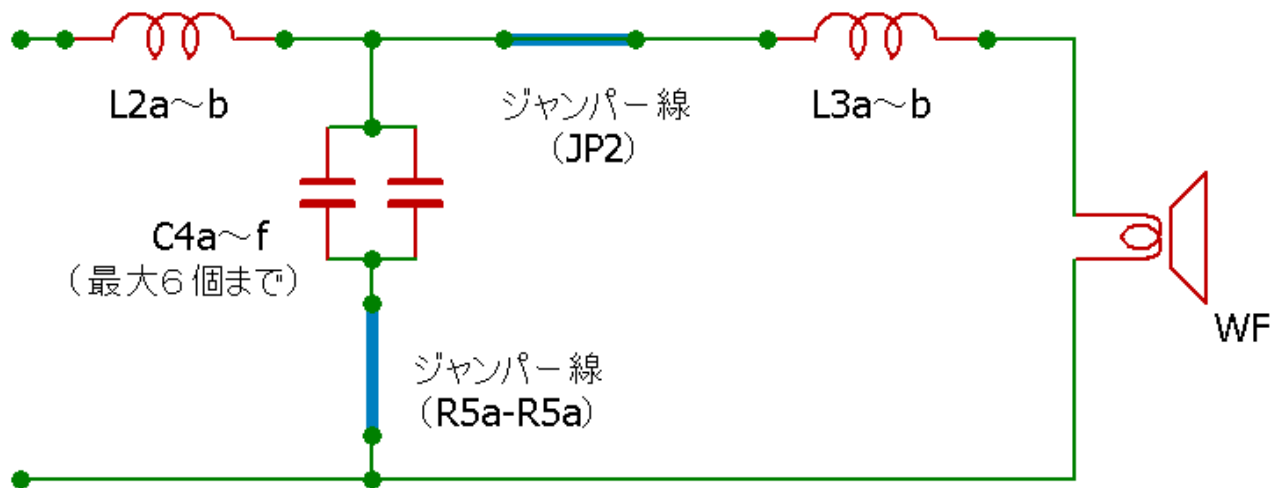 L2a～b
ジャンパー線
（JP2）
L3a～b
C4a～f
（最大６個まで）
WF
ジャンパー線
（R5a-R5a）